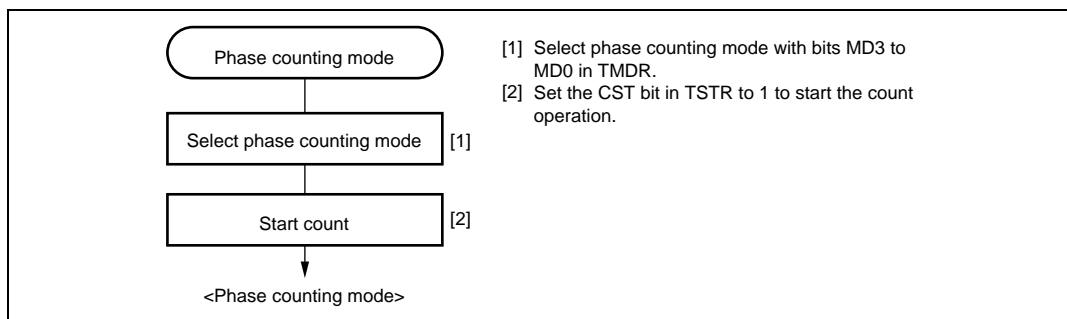 Phase counting mode
Select phase counting mode [1]
Start count [2]
<Phase counting mode>
[1] Select phase counting mode with bits MD3 to
MD0 in TMDR.
[2] Set the CST bit in TSTR to 1 to start the count
operation.